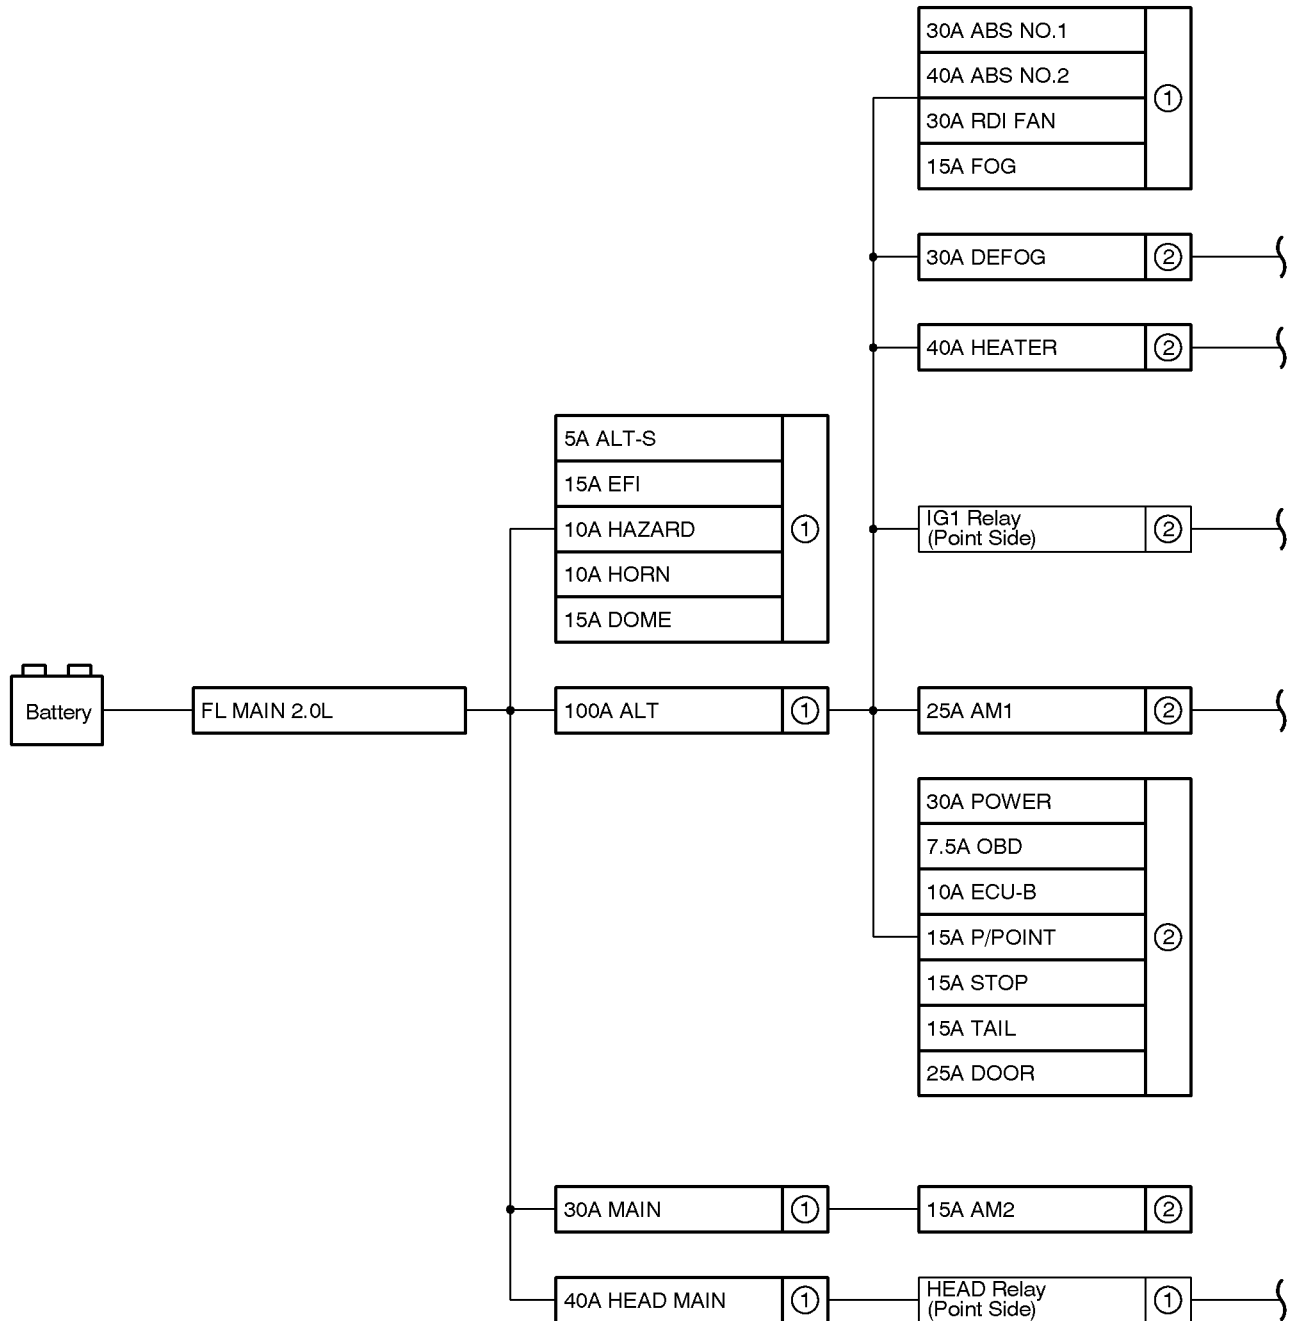 30A ABS NO.1
40A ABS NO.2
30A RDI FAN
15A FOG
①
30A DEFOG ②
40A HEATER ②
5A ALT-S
15A EFI
10A HAZARD
10A HORN
15A DOME
①
IG1 Relay
(Point Side) ②
Battery
FL MAIN 2.0L
100A ALT ①
25A AM1 ②
30A POWER
7.5A OBD
10A ECU-B
15A P/POINT
15A STOP
15A TAIL
25A DOOR
②
30A MAIN ①
15A AM2 ②
40A HEAD MAIN ①
HEAD Relay
(Point Side) ①